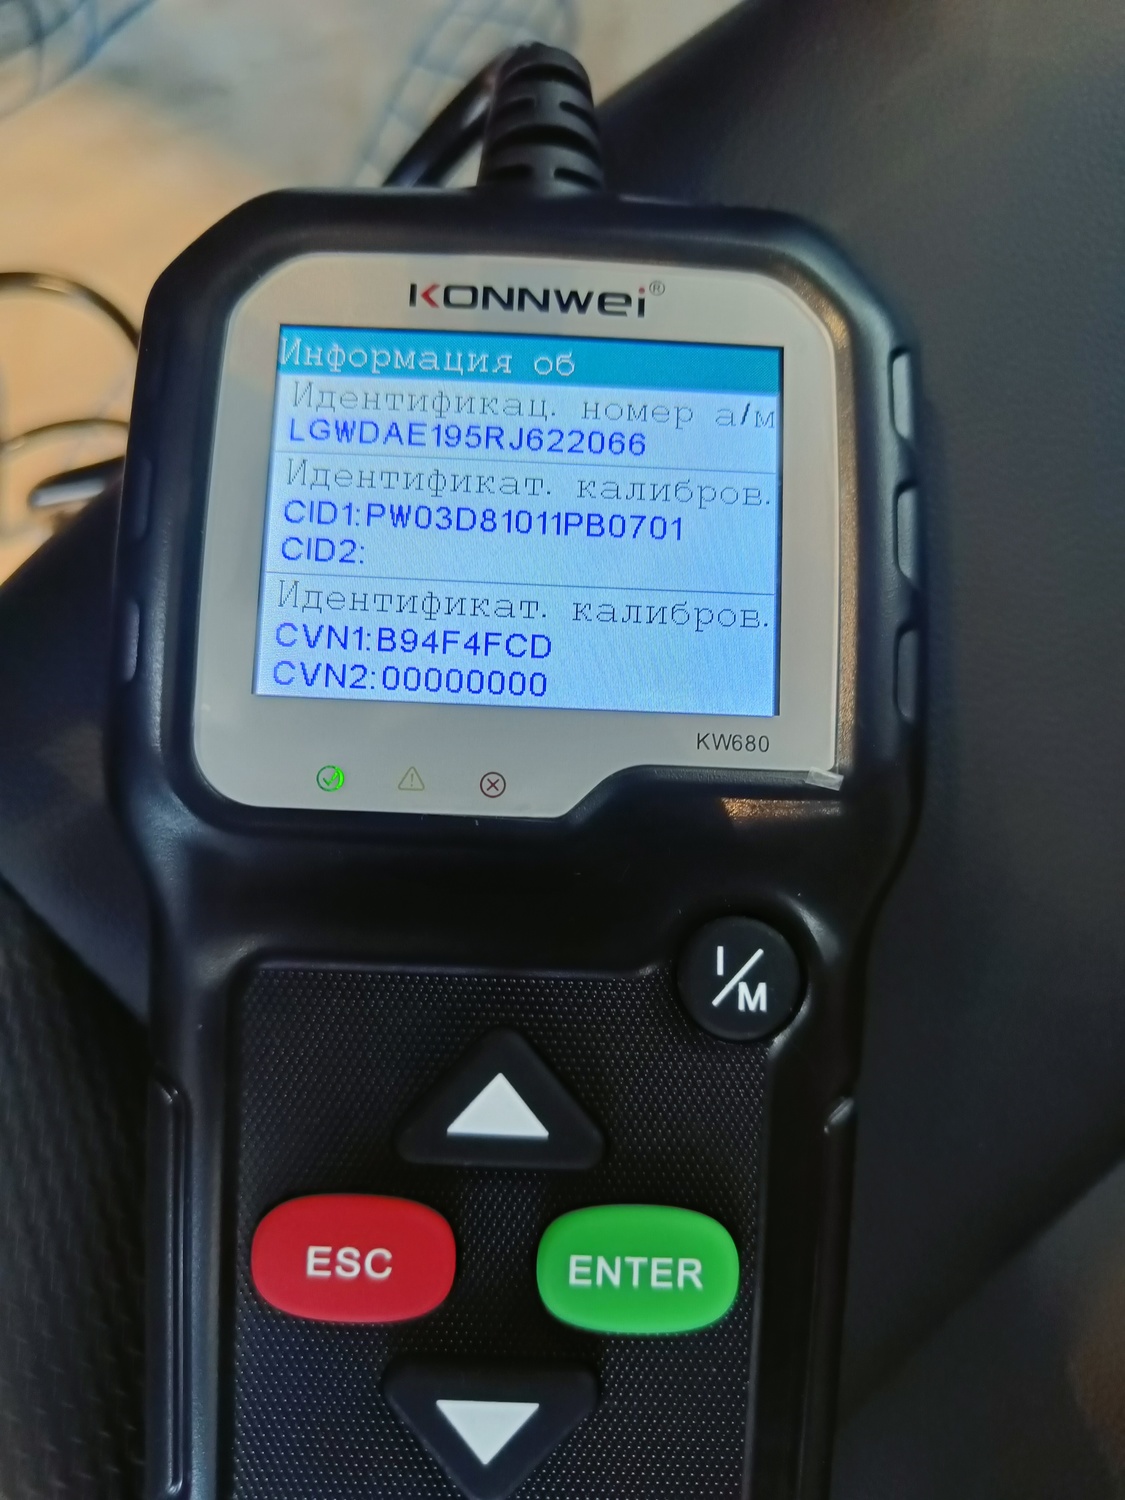 KONNWEI®
Информация об
Идентификац. номер а/м
LGWDAE195RJ622066
Идентификат. калибров.
CID1:PW03D81011PB0701
CID2:
Идентификат. калибров.
CVN1:B94F4FCD
CVN2:00000000
KW680
I/M
ESC
ENTER